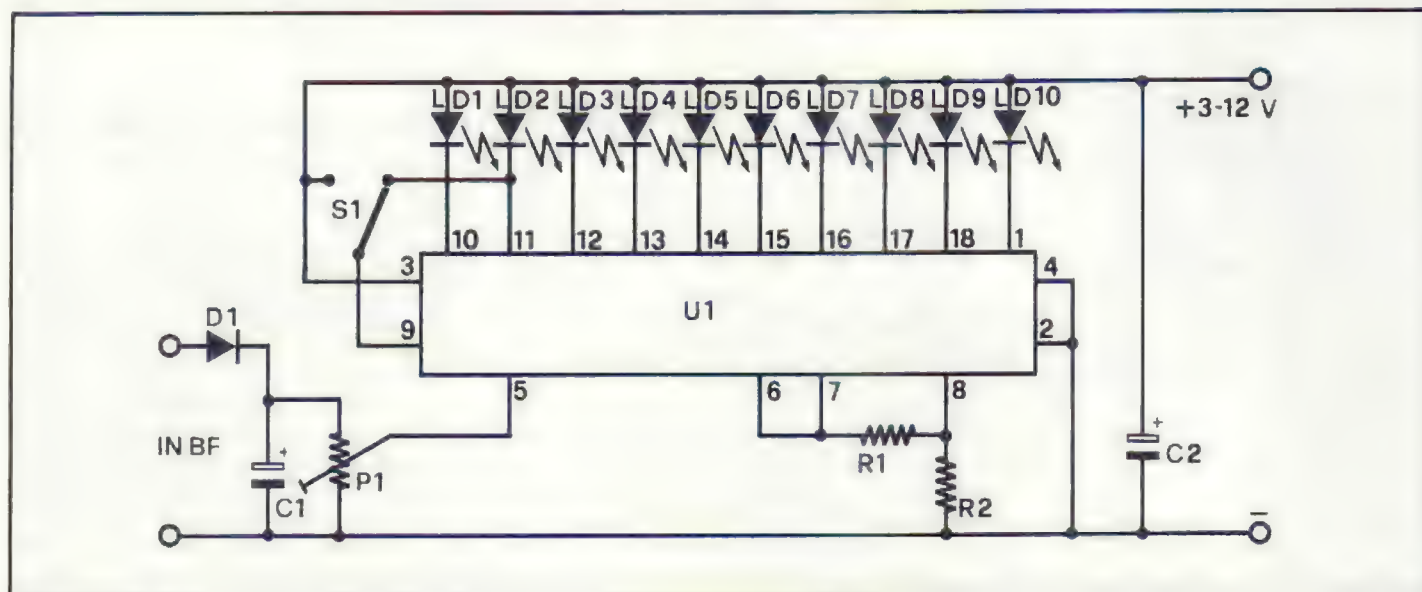 LD1 LD2 LD3 LD4 LD5 LD6 LD7 LD8 LD9 LD10
+3-12 V
S1
10 11 12 13 14 15 16 17 18 1
3 4
U1
D1
9 2
5 6 7 8
IN BF
+
C1
P1
R1
R2
+
C2
−